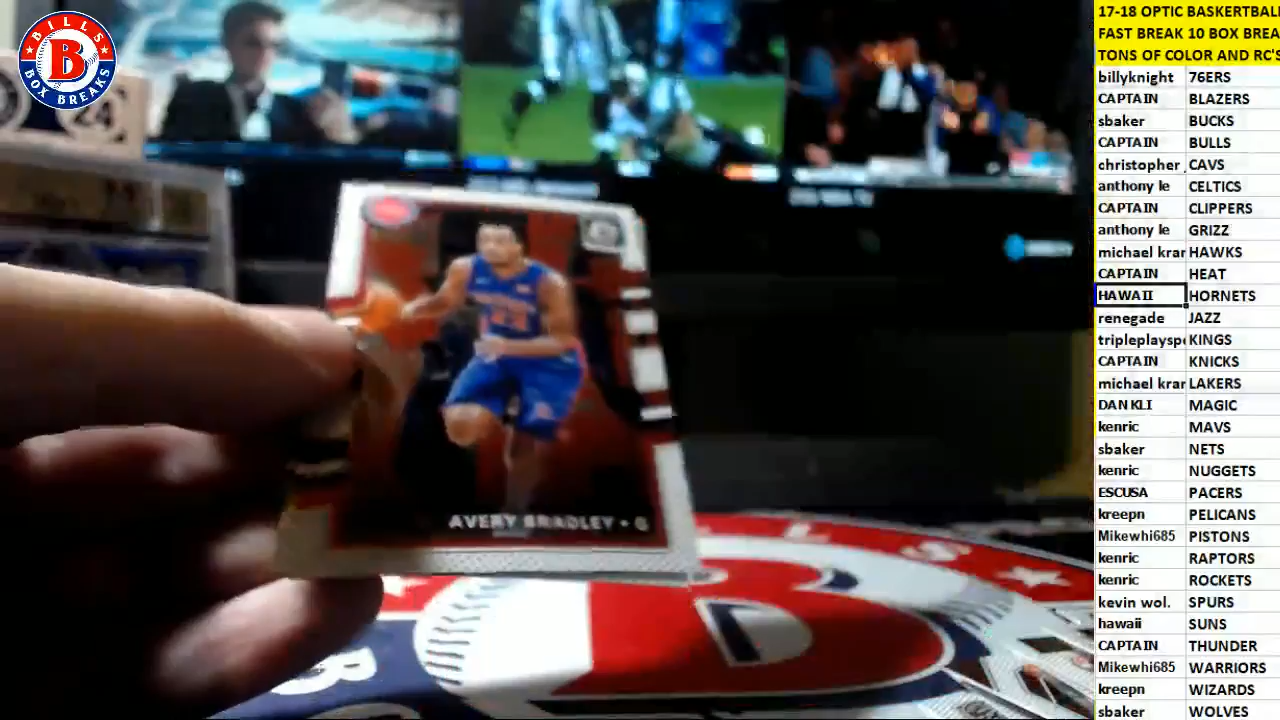 BILLS
B
BOX BREAKS
24
AVERY BRADLEY • G
17-18 OPTIC BASKERTBALL
FAST BREAK 10 BOX BREA
TONS OF COLOR AND RC'S
billyknight 76ERS
CAPTAIN BLAZERS
sbaker BUCKS
CAPTAIN BULLS
christopher CAVS
anthony le CELTICS
CAPTAIN CLIPPERS
anthony le GRIZZ
michael kran HAWKS
CAPTAIN HEAT
HAWAII HORNETS
renegade JAZZ
tripleplayspo KINGS
CAPTAIN KNICKS
michael kran LAKERS
DAN KLI MAGIC
kenric MAVS
sbaker NETS
kenric NUGGETS
ESCUSA PACERS
kreepn PELICANS
Mikewhi685 PISTONS
kenric RAPTORS
kenric ROCKETS
kevin wol. SPURS
hawaii SUNS
CAPTAIN THUNDER
Mikewhi685 WARRIORS
kreepn WIZARDS
sbaker WOLVES